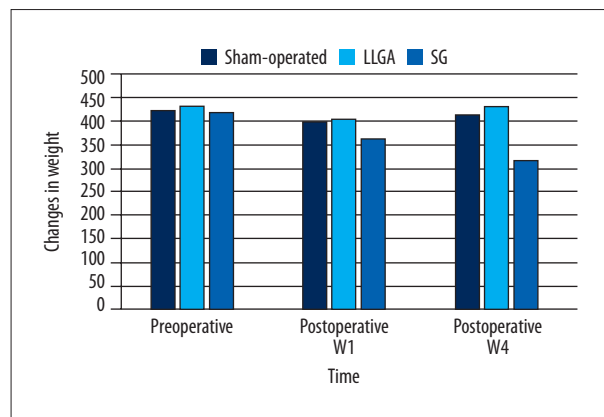 Sham-operated LLGA SG
500
450
400
350
300
250
200
150
100
50
0
Changes in weight
Preoperative
Postoperative
W1
Postoperative
W4
Time